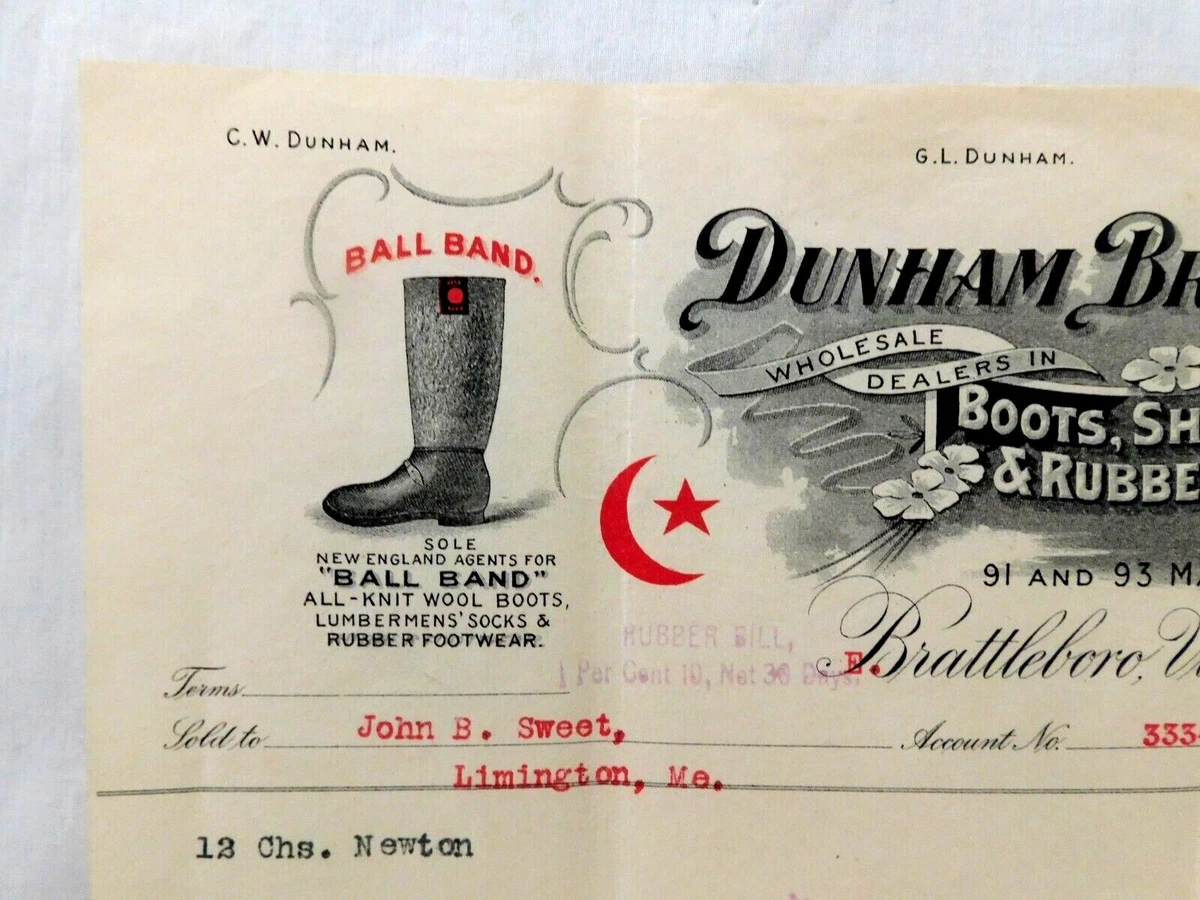 C.W. DUNHAM.
G.L. DUNHAM.
BALL BAND.
DUNHAM BR
WHOLESALE
DEALERS IN
BOOTS, SH
& RUBBE
SOLE
NEW ENGLAND AGENTS FOR
"BALL BAND"
ALL-KNIT WOOL BOOTS,
LUMBERMENS' SOCKS &
RUBBER FOOTWEAR.
91 AND 93 MA
RUBBER BILL,
1 Per Cent 10, Net 30 Days.
E. Brattleboro, V
Terms
Sold to John B. Sweet,
Account No. 333
Limington, Me.
12 Chs. Newton